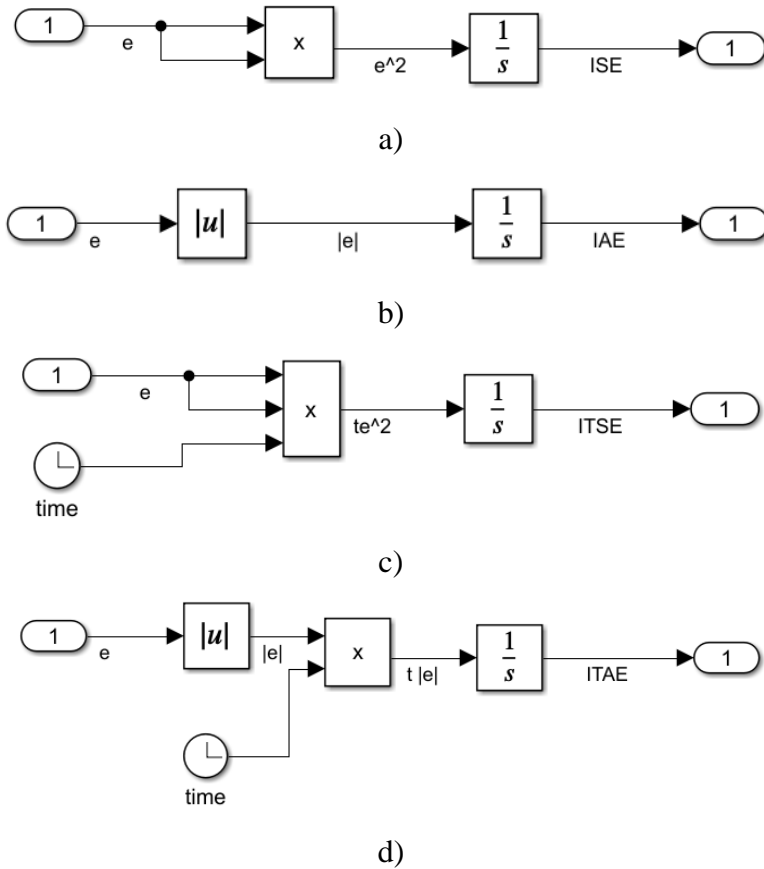 1 e x e^2 1/s ISE 1
a)
1 e |u| |e| 1/s IAE 1
b)
1 e x te^2 1/s ITSE 1
time
c)
1 e |u| |e| x t |e| 1/s ITAE 1
time
d)